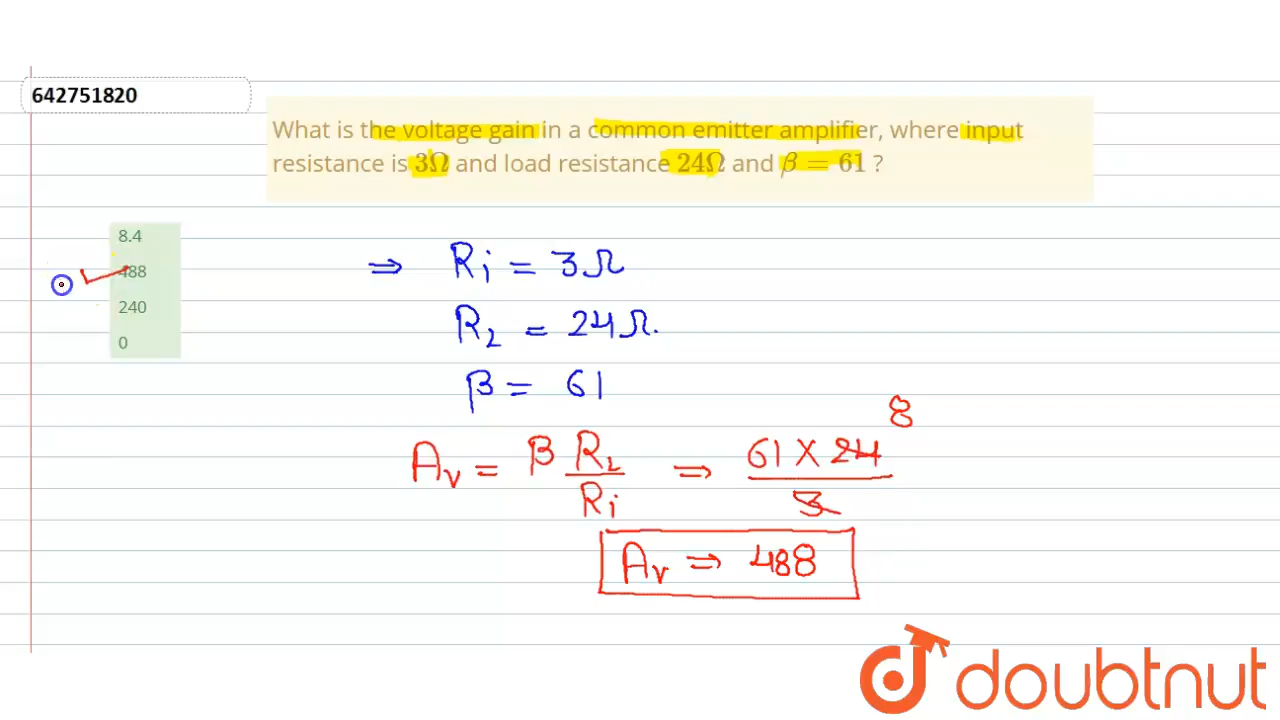 642751820
What is the voltage gain in a common emitter amplifier, where input
resistance is 3Ω and load resistance 24Ω and β = 61 ?
8.4
488
240
0
⇒ Ri = 3Ω
R2 = 24Ω.
β = 61
Av = β R2/Ri ⇒ 61 X 24/3 8
Av ⇒ 488
doubtnut